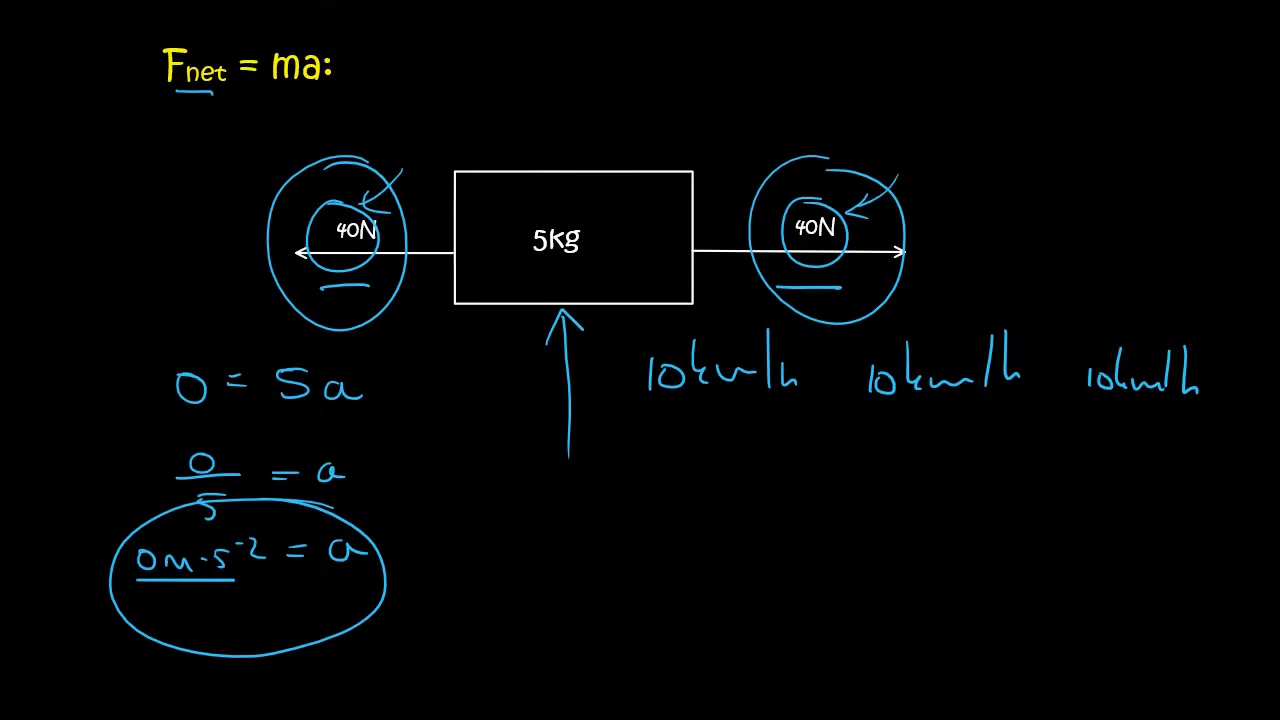 Fnet = ma:
40N 5kg 40N
0 = 5a 10km/h 10km/h 10km/h
0/5 = a
0m·s⁻² = a